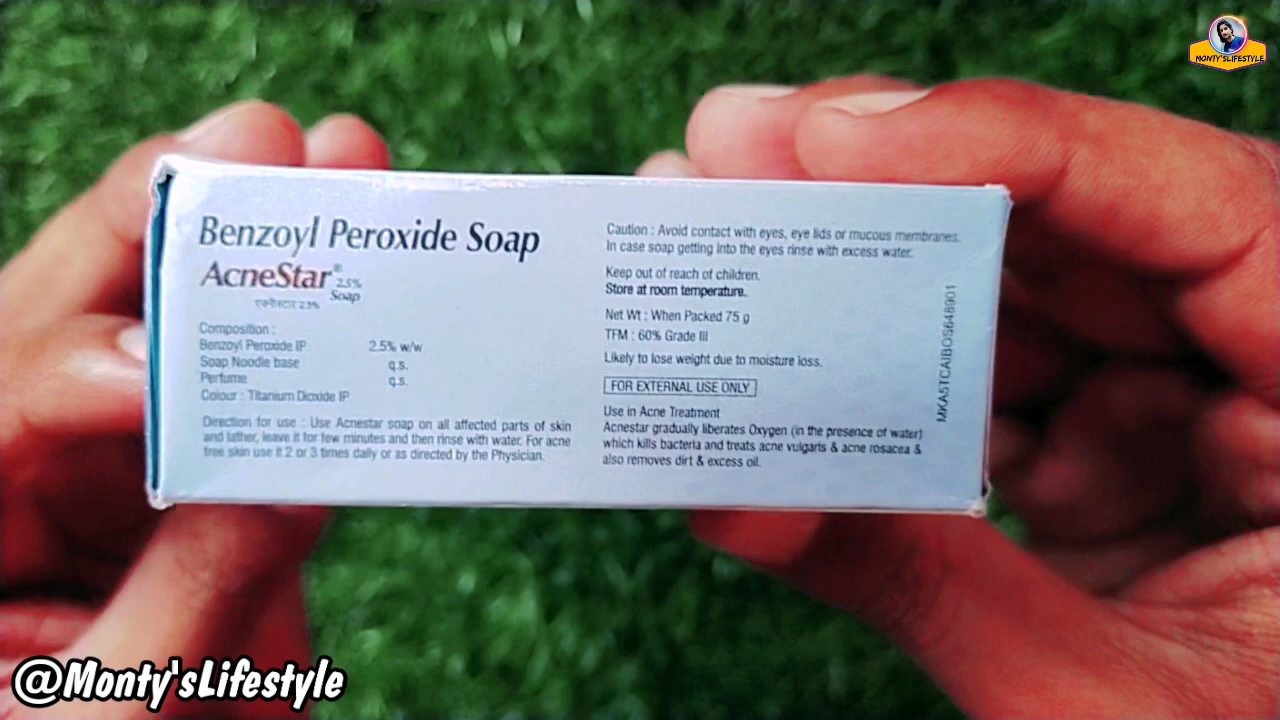 MONTY'SLIFESTYLE
Benzoyl Peroxide Soap
AcneStar® 2.5%
Soap
एक्नेस्टार 2.5%
Composition :
Benzoyl Peroxide IP 2.5% w/w
Soap Noodle base q.s.
Perfume q.s.
Colour : Titanium Dioxide IP
Direction for use : Use Acnestar soap on all affected parts of skin
and lather, leave it for few minutes and then rinse with water. For acne
free skin use it 2 or 3 times daily or as directed by the Physician.
Caution : Avoid contact with eyes, eye lids or mucous membranes.
In case soap getting into the eyes rinse with excess water.
Keep out of reach of children.
Store at room temperature.
Net Wt : When Packed 75 g
TFM : 60% Grade III
Likely to lose weight due to moisture loss.
FOR EXTERNAL USE ONLY
Use in Acne Treatment
Acnestar gradually liberates Oxygen (in the presence of water)
which kills bacteria and treats acne vulgaris & acne rosacea &
also removes dirt & excess oil.
MKA5TCAIBOS648901
@Monty'sLifestyle